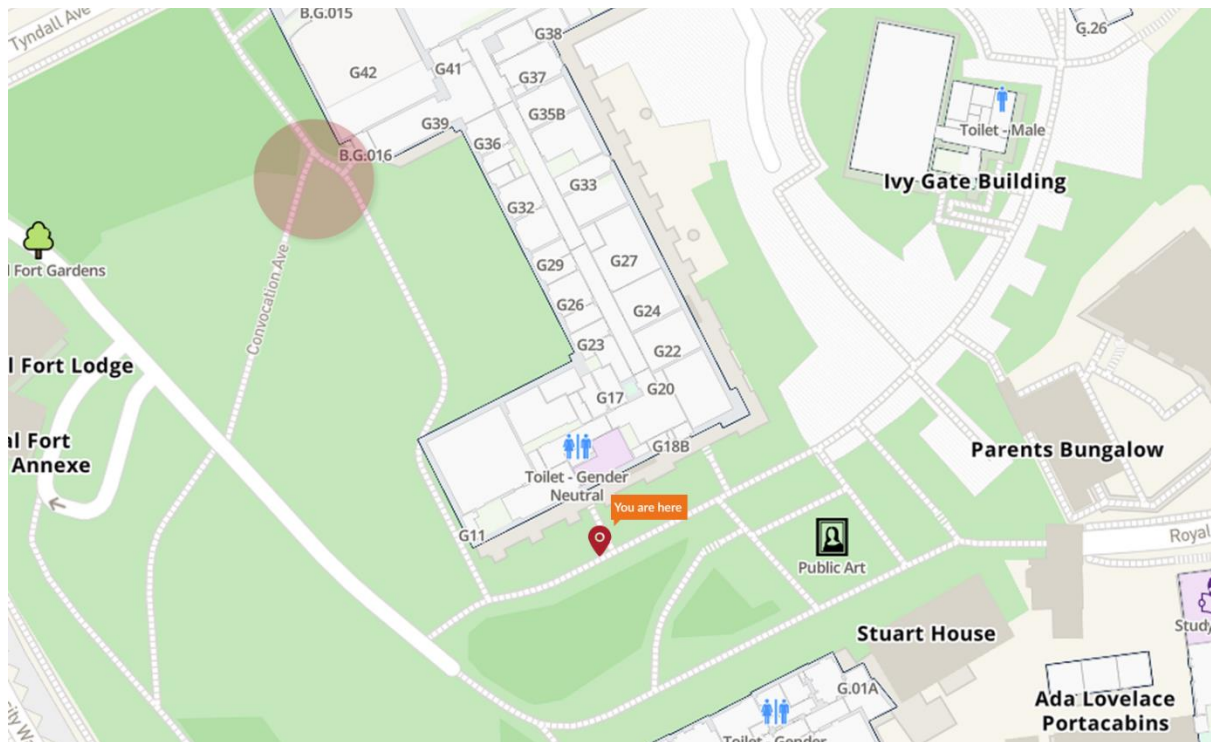 Tyndall Ave
B.G.015
G38
G.26
G42
G41
G37
G35B
G39
Toilet - Male
G36
B.G.016
Ivy Gate Building
G33
G32
Fort Gardens
Convocation Ave
G29
G27
G26
G24
G23
G22
Fort Lodge
G20
G17
al Fort
Annexe
G18B
Parents Bungalow
Toilet - Gender
Neutral
You are here
G11
Royal
Public Art
Stuart House
Study
G.01A
Ada Lovelace
Portacabins
Toilet - Gender